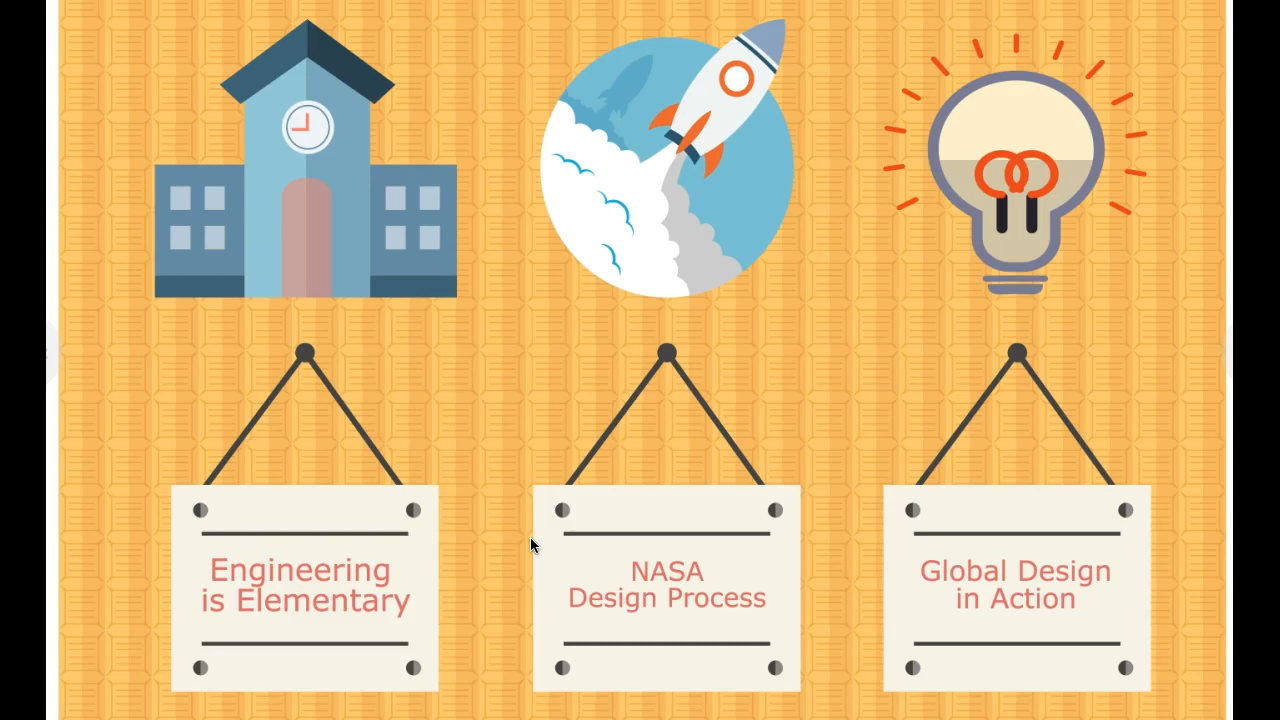 Engineering
is Elementary
NASA
Design Process
Global Design
in Action